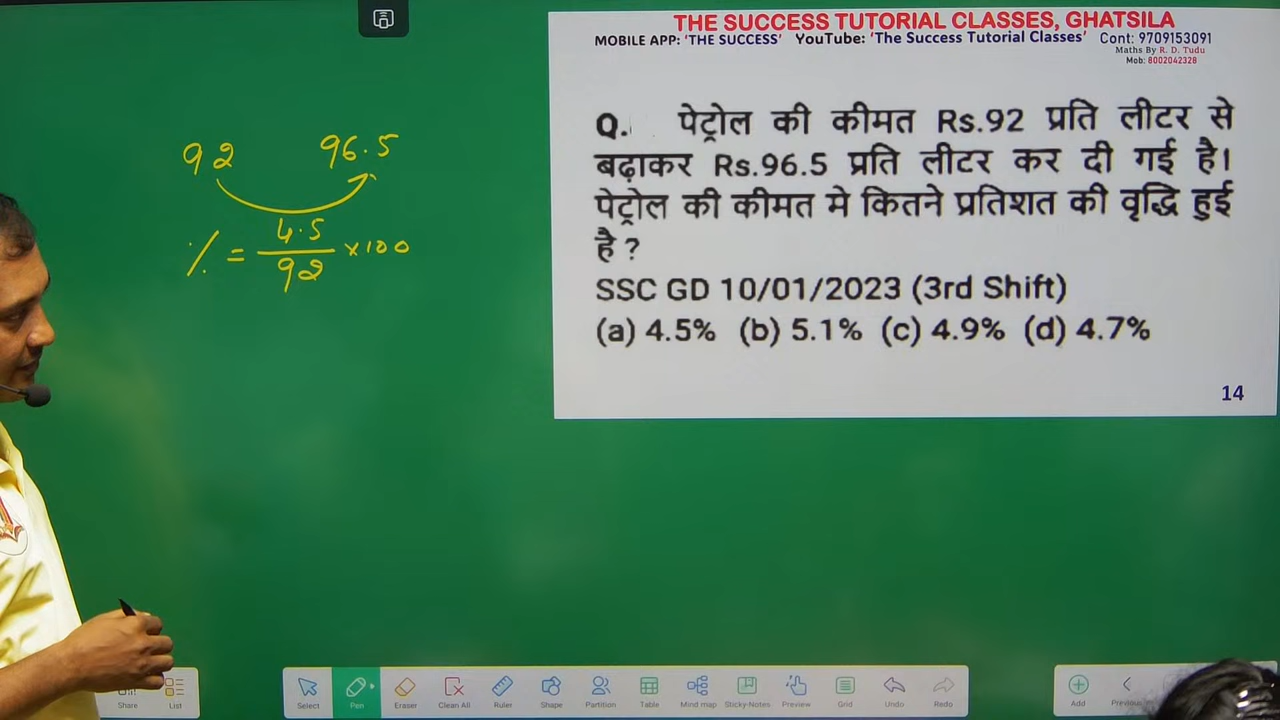 THE SUCCESS TUTORIAL CLASSES, GHATSILA
MOBILE APP: 'THE SUCCESS' YouTube: 'The Success Tutorial Classes' Cont: 9709153091
Maths By R. D. Tudu
Mob: 8002042328
92 96.5
% = 4.5/92 ×100
Q. पेट्रोल की कीमत Rs.92 प्रति लीटर से
बढ़ाकर Rs.96.5 प्रति लीटर कर दी गई है।
पेट्रोल की कीमत मे कितने प्रतिशत की वृद्धि हुई
है ?
SSC GD 10/01/2023 (3rd Shift)
(a) 4.5% (b) 5.1% (c) 4.9% (d) 4.7%
14
Share List Select Pen Eraser Clean All Ruler Shape Partition Table Mind map Sticky-Notes Preview Grid Undo Redo Add Previous